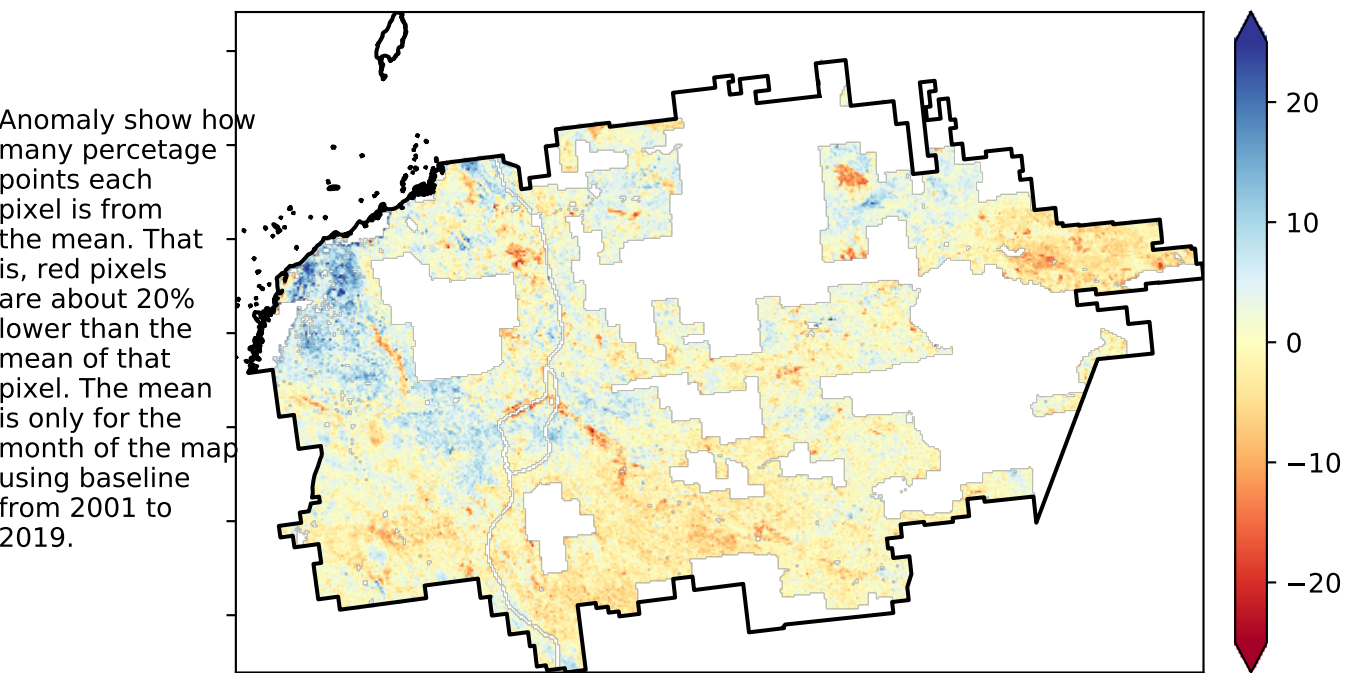 Anomaly show how
many percetage
points each
pixel is from
the mean. That
is, red pixels
are about 20%
lower than the
mean of that
pixel. The mean
is only for the
month of the map
using baseline
from 2001 to
2019.
20
10
0
−10
−20